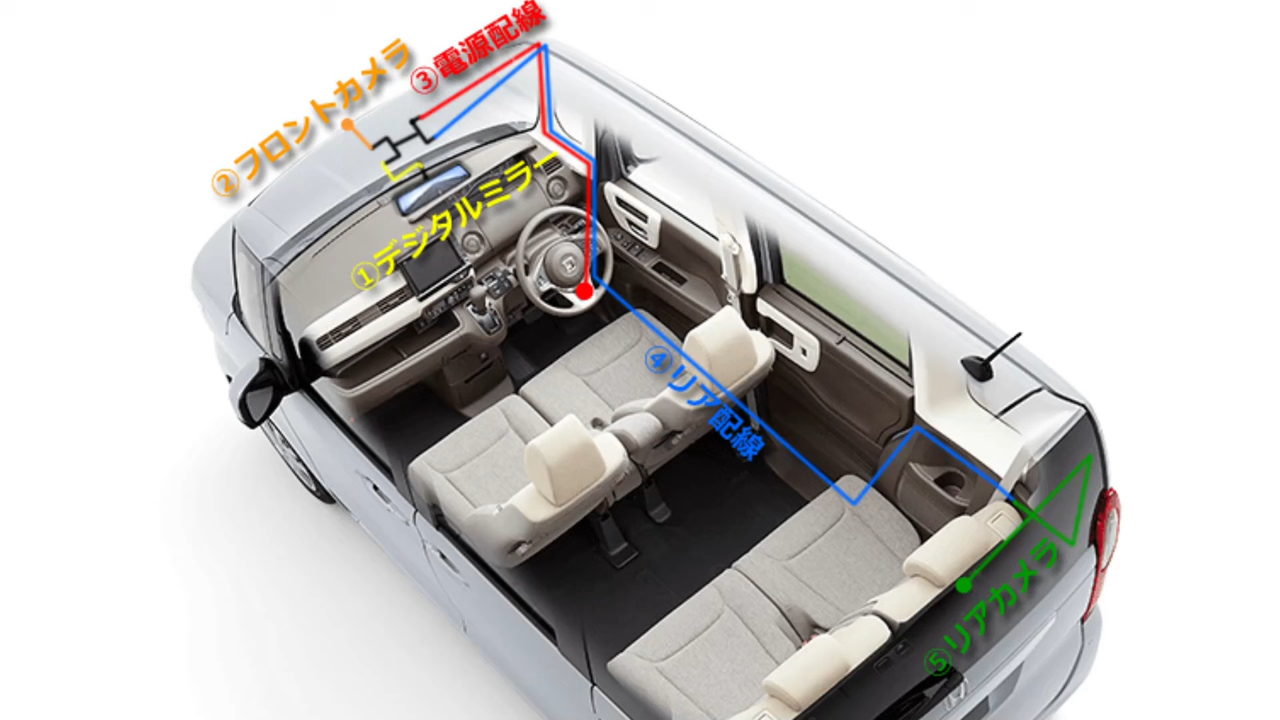 ①デジタルミラー
②フロントカメラ
③電源配線
④リア配線
⑤リアカメラ